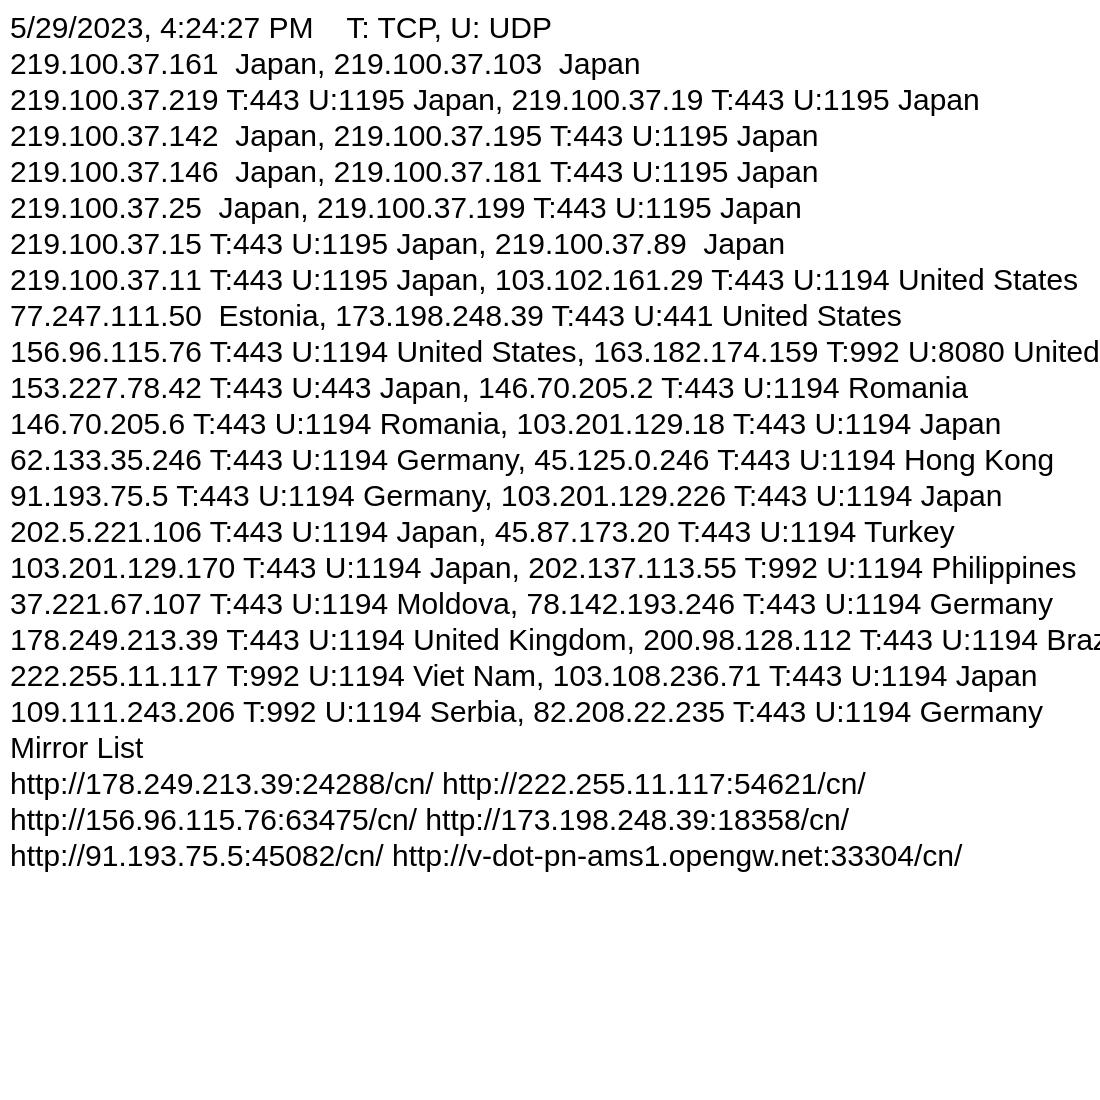 5/29/2023, 4:24:27 PM    T: TCP, U: UDP
219.100.37.161  Japan, 219.100.37.103  Japan
219.100.37.219 T:443 U:1195 Japan, 219.100.37.19 T:443 U:1195 Japan
219.100.37.142  Japan, 219.100.37.195 T:443 U:1195 Japan
219.100.37.146  Japan, 219.100.37.181 T:443 U:1195 Japan
219.100.37.25  Japan, 219.100.37.199 T:443 U:1195 Japan
219.100.37.15 T:443 U:1195 Japan, 219.100.37.89  Japan
219.100.37.11 T:443 U:1195 Japan, 103.102.161.29 T:443 U:1194 United States
77.247.111.50  Estonia, 173.198.248.39 T:443 U:441 United States
156.96.115.76 T:443 U:1194 United States, 163.182.174.159 T:992 U:8080 United
153.227.78.42 T:443 U:443 Japan, 146.70.205.2 T:443 U:1194 Romania
146.70.205.6 T:443 U:1194 Romania, 103.201.129.18 T:443 U:1194 Japan
62.133.35.246 T:443 U:1194 Germany, 45.125.0.246 T:443 U:1194 Hong Kong
91.193.75.5 T:443 U:1194 Germany, 103.201.129.226 T:443 U:1194 Japan
202.5.221.106 T:443 U:1194 Japan, 45.87.173.20 T:443 U:1194 Turkey
103.201.129.170 T:443 U:1194 Japan, 202.137.113.55 T:992 U:1194 Philippines
37.221.67.107 T:443 U:1194 Moldova, 78.142.193.246 T:443 U:1194 Germany
178.249.213.39 T:443 U:1194 United Kingdom, 200.98.128.112 T:443 U:1194 Braz
222.255.11.117 T:992 U:1194 Viet Nam, 103.108.236.71 T:443 U:1194 Japan
109.111.243.206 T:992 U:1194 Serbia, 82.208.22.235 T:443 U:1194 Germany
Mirror List
http://178.249.213.39:24288/cn/ http://222.255.11.117:54621/cn/
http://156.96.115.76:63475/cn/ http://173.198.248.39:18358/cn/
http://91.193.75.5:45082/cn/ http://v-dot-pn-ams1.opengw.net:33304/cn/